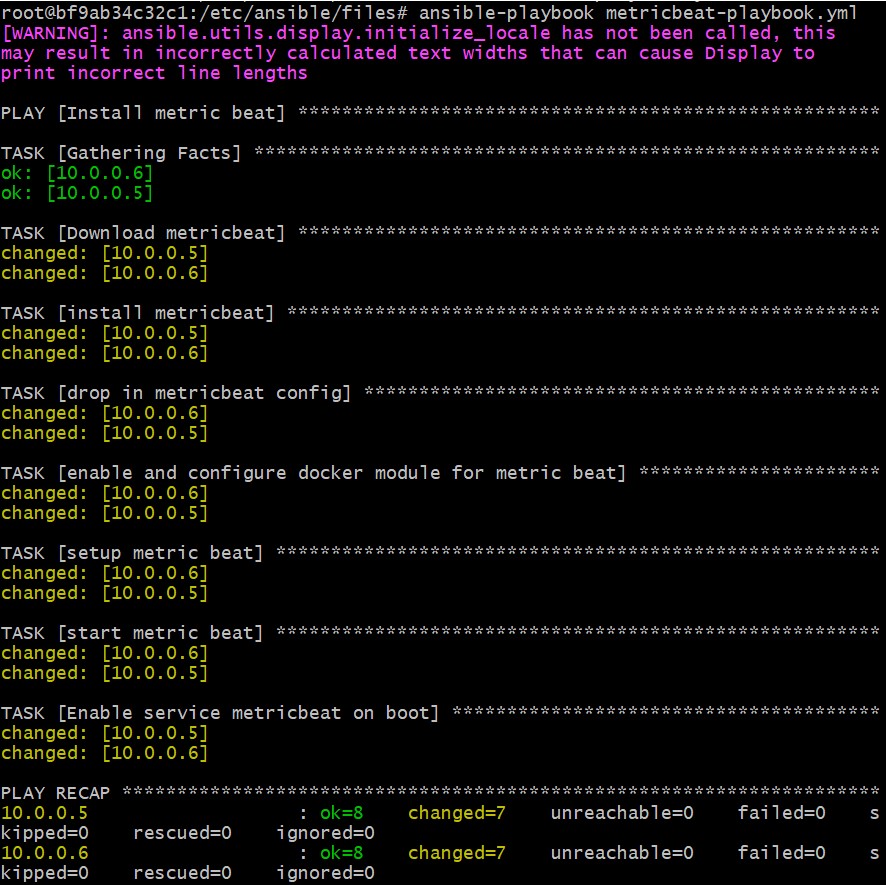 root@bf9ab34c32c1:/etc/ansible/files# ansible-playbook metricbeat-playbook.yml
[WARNING]: ansible.utils.display.initialize_locale has not been called, this
may result in incorrectly calculated text widths that can cause Display to
print incorrect line lengths
PLAY [Install metric beat] *****************************************************
TASK [Gathering Facts] *********************************************************
ok: [10.0.0.6]
ok: [10.0.0.5]
TASK [Download metricbeat] *****************************************************
changed: [10.0.0.5]
changed: [10.0.0.6]
TASK [install metricbeat] ******************************************************
changed: [10.0.0.5]
changed: [10.0.0.6]
TASK [drop in metricbeat config] ***********************************************
changed: [10.0.0.6]
changed: [10.0.0.5]
TASK [enable and configure docker module for metric beat] **********************
changed: [10.0.0.6]
changed: [10.0.0.5]
TASK [setup metric beat] *******************************************************
changed: [10.0.0.6]
changed: [10.0.0.5]
TASK [start metric beat] *******************************************************
changed: [10.0.0.6]
changed: [10.0.0.5]
TASK [Enable service metricbeat on boot] ***************************************
changed: [10.0.0.5]
changed: [10.0.0.6]
PLAY RECAP *********************************************************************
10.0.0.5                   : ok=8    changed=7    unreachable=0    failed=0    s
kipped=0    rescued=0    ignored=0
10.0.0.6                   : ok=8    changed=7    unreachable=0    failed=0    s
kipped=0    rescued=0    ignored=0